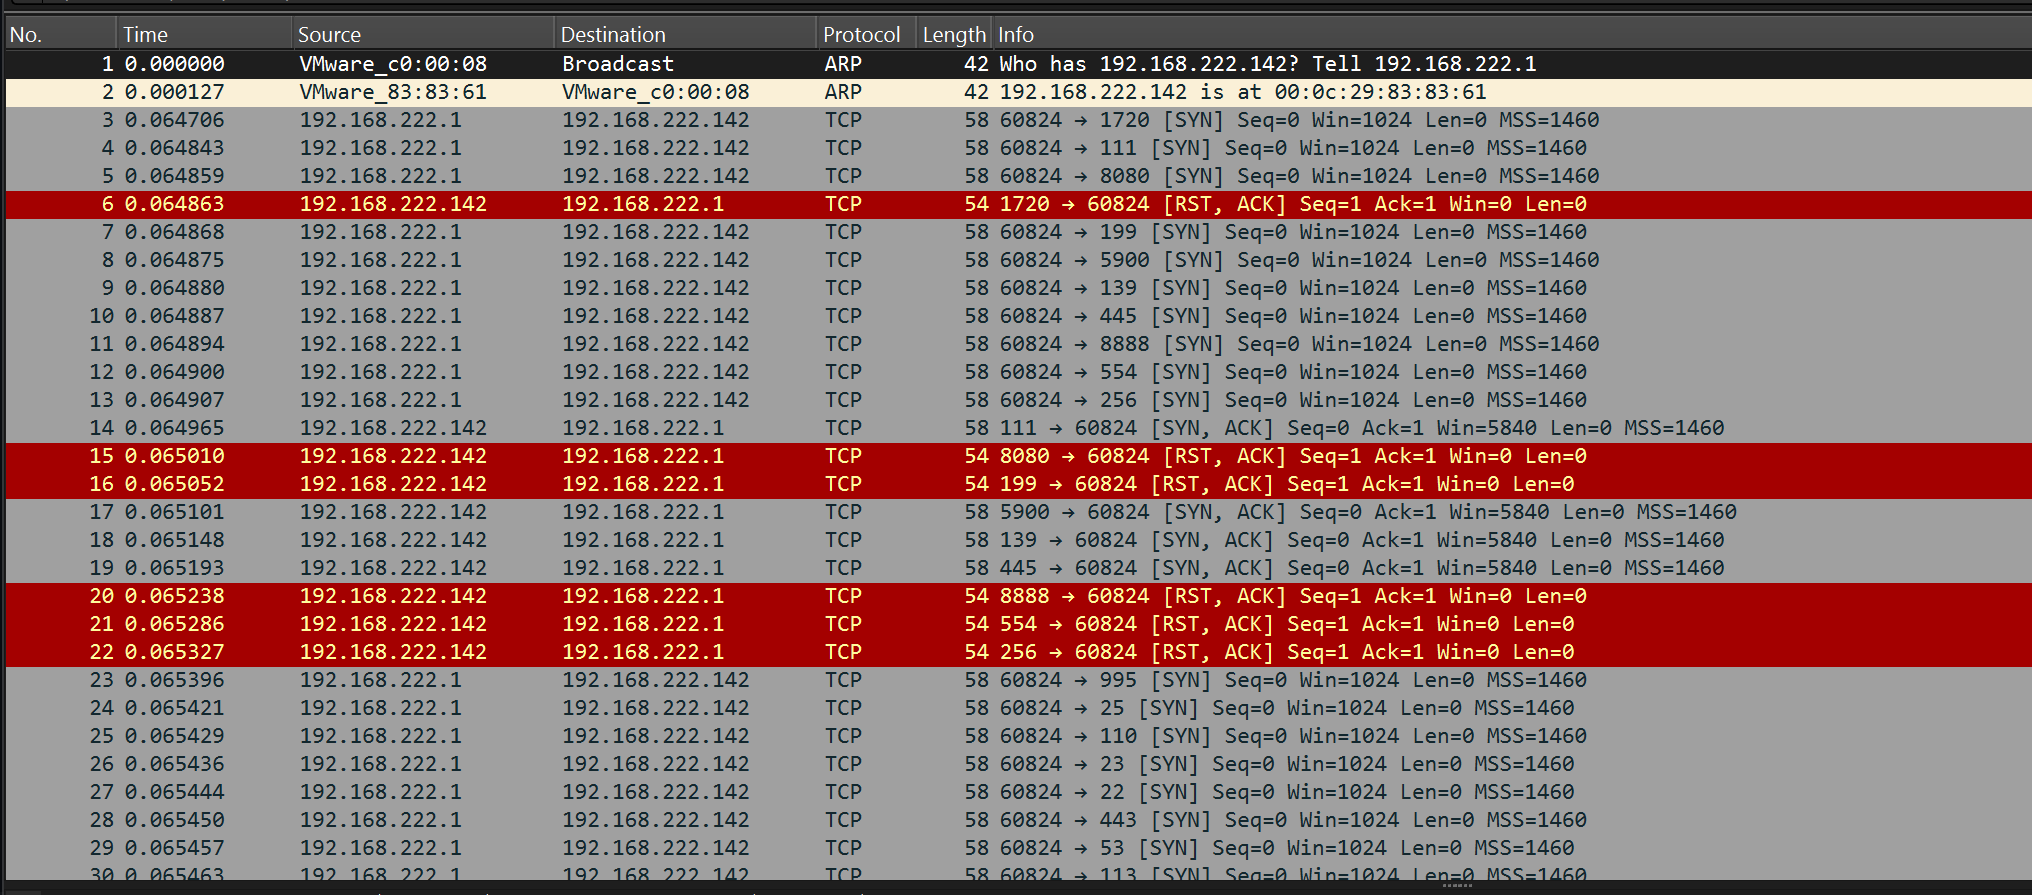 No. Time Source Destination Protocol Length Info
1 0.000000 VMware_c0:00:08 Broadcast ARP 42 Who has 192.168.222.142? Tell 192.168.222.1
2 0.000127 VMware_83:83:61 VMware_c0:00:08 ARP 42 192.168.222.142 is at 00:0c:29:83:83:61
3 0.064706 192.168.222.1 192.168.222.142 TCP 58 60824 → 1720 [SYN] Seq=0 Win=1024 Len=0 MSS=1460
4 0.064843 192.168.222.1 192.168.222.142 TCP 58 60824 → 111 [SYN] Seq=0 Win=1024 Len=0 MSS=1460
5 0.064859 192.168.222.1 192.168.222.142 TCP 58 60824 → 8080 [SYN] Seq=0 Win=1024 Len=0 MSS=1460
6 0.064863 192.168.222.142 192.168.222.1 TCP 54 1720 → 60824 [RST, ACK] Seq=1 Ack=1 Win=0 Len=0
7 0.064868 192.168.222.1 192.168.222.142 TCP 58 60824 → 199 [SYN] Seq=0 Win=1024 Len=0 MSS=1460
8 0.064875 192.168.222.1 192.168.222.142 TCP 58 60824 → 5900 [SYN] Seq=0 Win=1024 Len=0 MSS=1460
9 0.064880 192.168.222.1 192.168.222.142 TCP 58 60824 → 139 [SYN] Seq=0 Win=1024 Len=0 MSS=1460
10 0.064887 192.168.222.1 192.168.222.142 TCP 58 60824 → 445 [SYN] Seq=0 Win=1024 Len=0 MSS=1460
11 0.064894 192.168.222.1 192.168.222.142 TCP 58 60824 → 8888 [SYN] Seq=0 Win=1024 Len=0 MSS=1460
12 0.064900 192.168.222.1 192.168.222.142 TCP 58 60824 → 554 [SYN] Seq=0 Win=1024 Len=0 MSS=1460
13 0.064907 192.168.222.1 192.168.222.142 TCP 58 60824 → 256 [SYN] Seq=0 Win=1024 Len=0 MSS=1460
14 0.064965 192.168.222.142 192.168.222.1 TCP 58 111 → 60824 [SYN, ACK] Seq=0 Ack=1 Win=5840 Len=0 MSS=1460
15 0.065010 192.168.222.142 192.168.222.1 TCP 54 8080 → 60824 [RST, ACK] Seq=1 Ack=1 Win=0 Len=0
16 0.065052 192.168.222.142 192.168.222.1 TCP 54 199 → 60824 [RST, ACK] Seq=1 Ack=1 Win=0 Len=0
17 0.065101 192.168.222.142 192.168.222.1 TCP 58 5900 → 60824 [SYN, ACK] Seq=0 Ack=1 Win=5840 Len=0 MSS=1460
18 0.065148 192.168.222.142 192.168.222.1 TCP 58 139 → 60824 [SYN, ACK] Seq=0 Ack=1 Win=5840 Len=0 MSS=1460
19 0.065193 192.168.222.142 192.168.222.1 TCP 58 445 → 60824 [SYN, ACK] Seq=0 Ack=1 Win=5840 Len=0 MSS=1460
20 0.065238 192.168.222.142 192.168.222.1 TCP 54 8888 → 60824 [RST, ACK] Seq=1 Ack=1 Win=0 Len=0
21 0.065286 192.168.222.142 192.168.222.1 TCP 54 554 → 60824 [RST, ACK] Seq=1 Ack=1 Win=0 Len=0
22 0.065327 192.168.222.142 192.168.222.1 TCP 54 256 → 60824 [RST, ACK] Seq=1 Ack=1 Win=0 Len=0
23 0.065396 192.168.222.1 192.168.222.142 TCP 58 60824 → 995 [SYN] Seq=0 Win=1024 Len=0 MSS=1460
24 0.065421 192.168.222.1 192.168.222.142 TCP 58 60824 → 25 [SYN] Seq=0 Win=1024 Len=0 MSS=1460
25 0.065429 192.168.222.1 192.168.222.142 TCP 58 60824 → 110 [SYN] Seq=0 Win=1024 Len=0 MSS=1460
26 0.065436 192.168.222.1 192.168.222.142 TCP 58 60824 → 23 [SYN] Seq=0 Win=1024 Len=0 MSS=1460
27 0.065444 192.168.222.1 192.168.222.142 TCP 58 60824 → 22 [SYN] Seq=0 Win=1024 Len=0 MSS=1460
28 0.065450 192.168.222.1 192.168.222.142 TCP 58 60824 → 443 [SYN] Seq=0 Win=1024 Len=0 MSS=1460
29 0.065457 192.168.222.1 192.168.222.142 TCP 58 60824 → 53 [SYN] Seq=0 Win=1024 Len=0 MSS=1460
30 0.065463 192.168.222.1 192.168.222.142 TCP 58 60824 → 113 [SYN] Seq=0 Win=1024 Len=0 MSS=1460